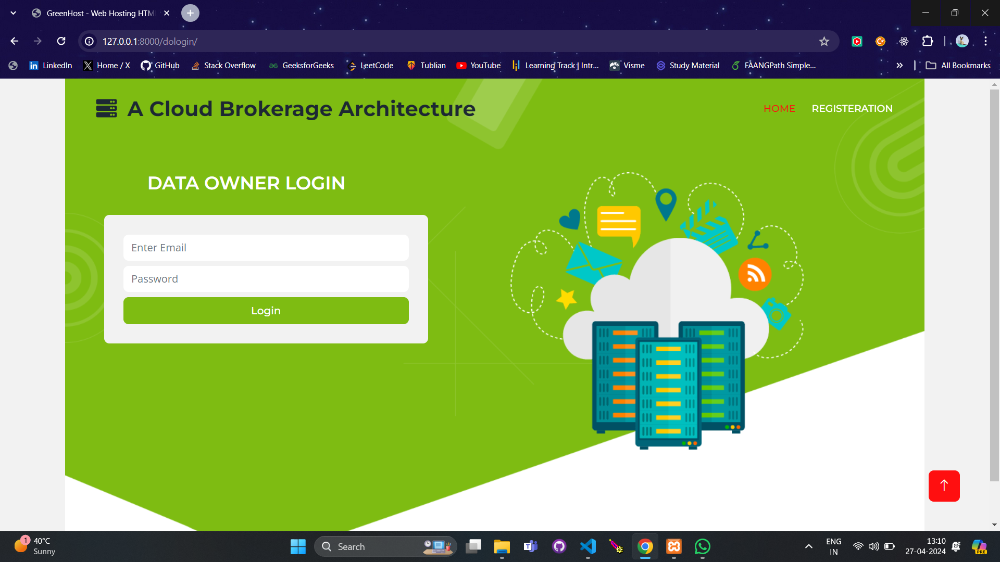 GreenHost - Web Hosting HTM
127.0.0.1:8000/dologin/
LinkedIn
Home / X
GitHub
Stack Overflow
GeeksforGeeks
LeetCode
Tublian
YouTube
Learning Track | Intr...
Visme
Study Material
FAANGPath Simple...
All Bookmarks
A Cloud Brokerage Architecture
HOME
REGISTERATION
DATA OWNER LOGIN
Enter Email
Password
Login
1
40°C
Sunny
Search
ENG
IN
13:10
27-04-2024
PRE